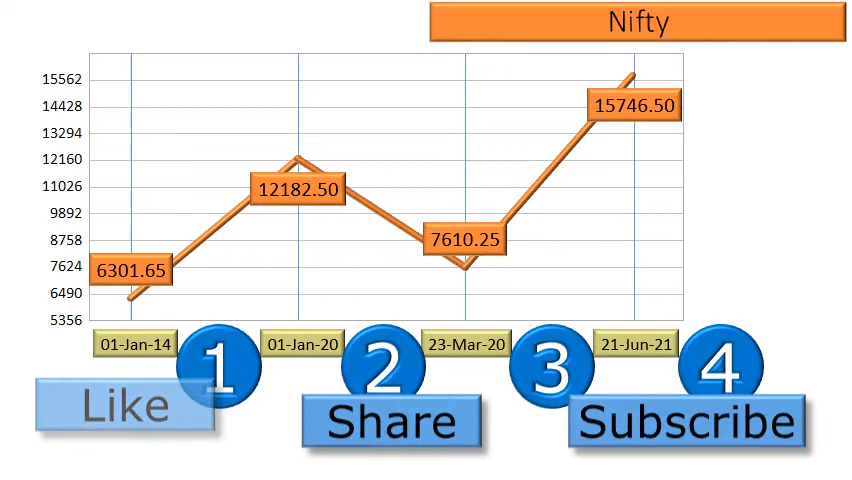 Nifty
15562
14428
13294
12160
11026
9892
8758
7624
6490
5356
15746.50
12182.50
7610.25
6301.65
01-Jan-14
01-Jan-20
23-Mar-20
21-Jun-21
1
2
3
4
Like
Share
Subscribe